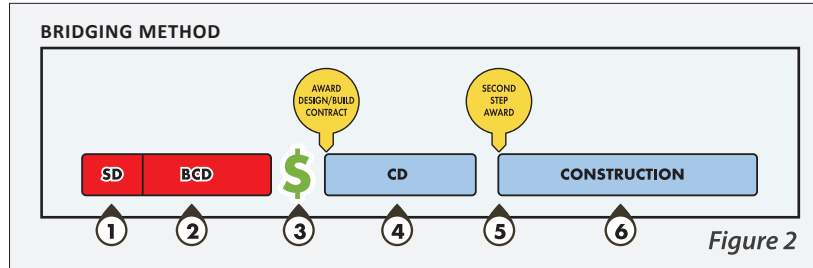 BRIDGING METHOD
AWARD
DESIGN/BUILD
CONTRACT
SECOND
STEP
AWARD
SD
BCD
$
CD
CONSTRUCTION
1
2
3
4
5
6
Figure 2